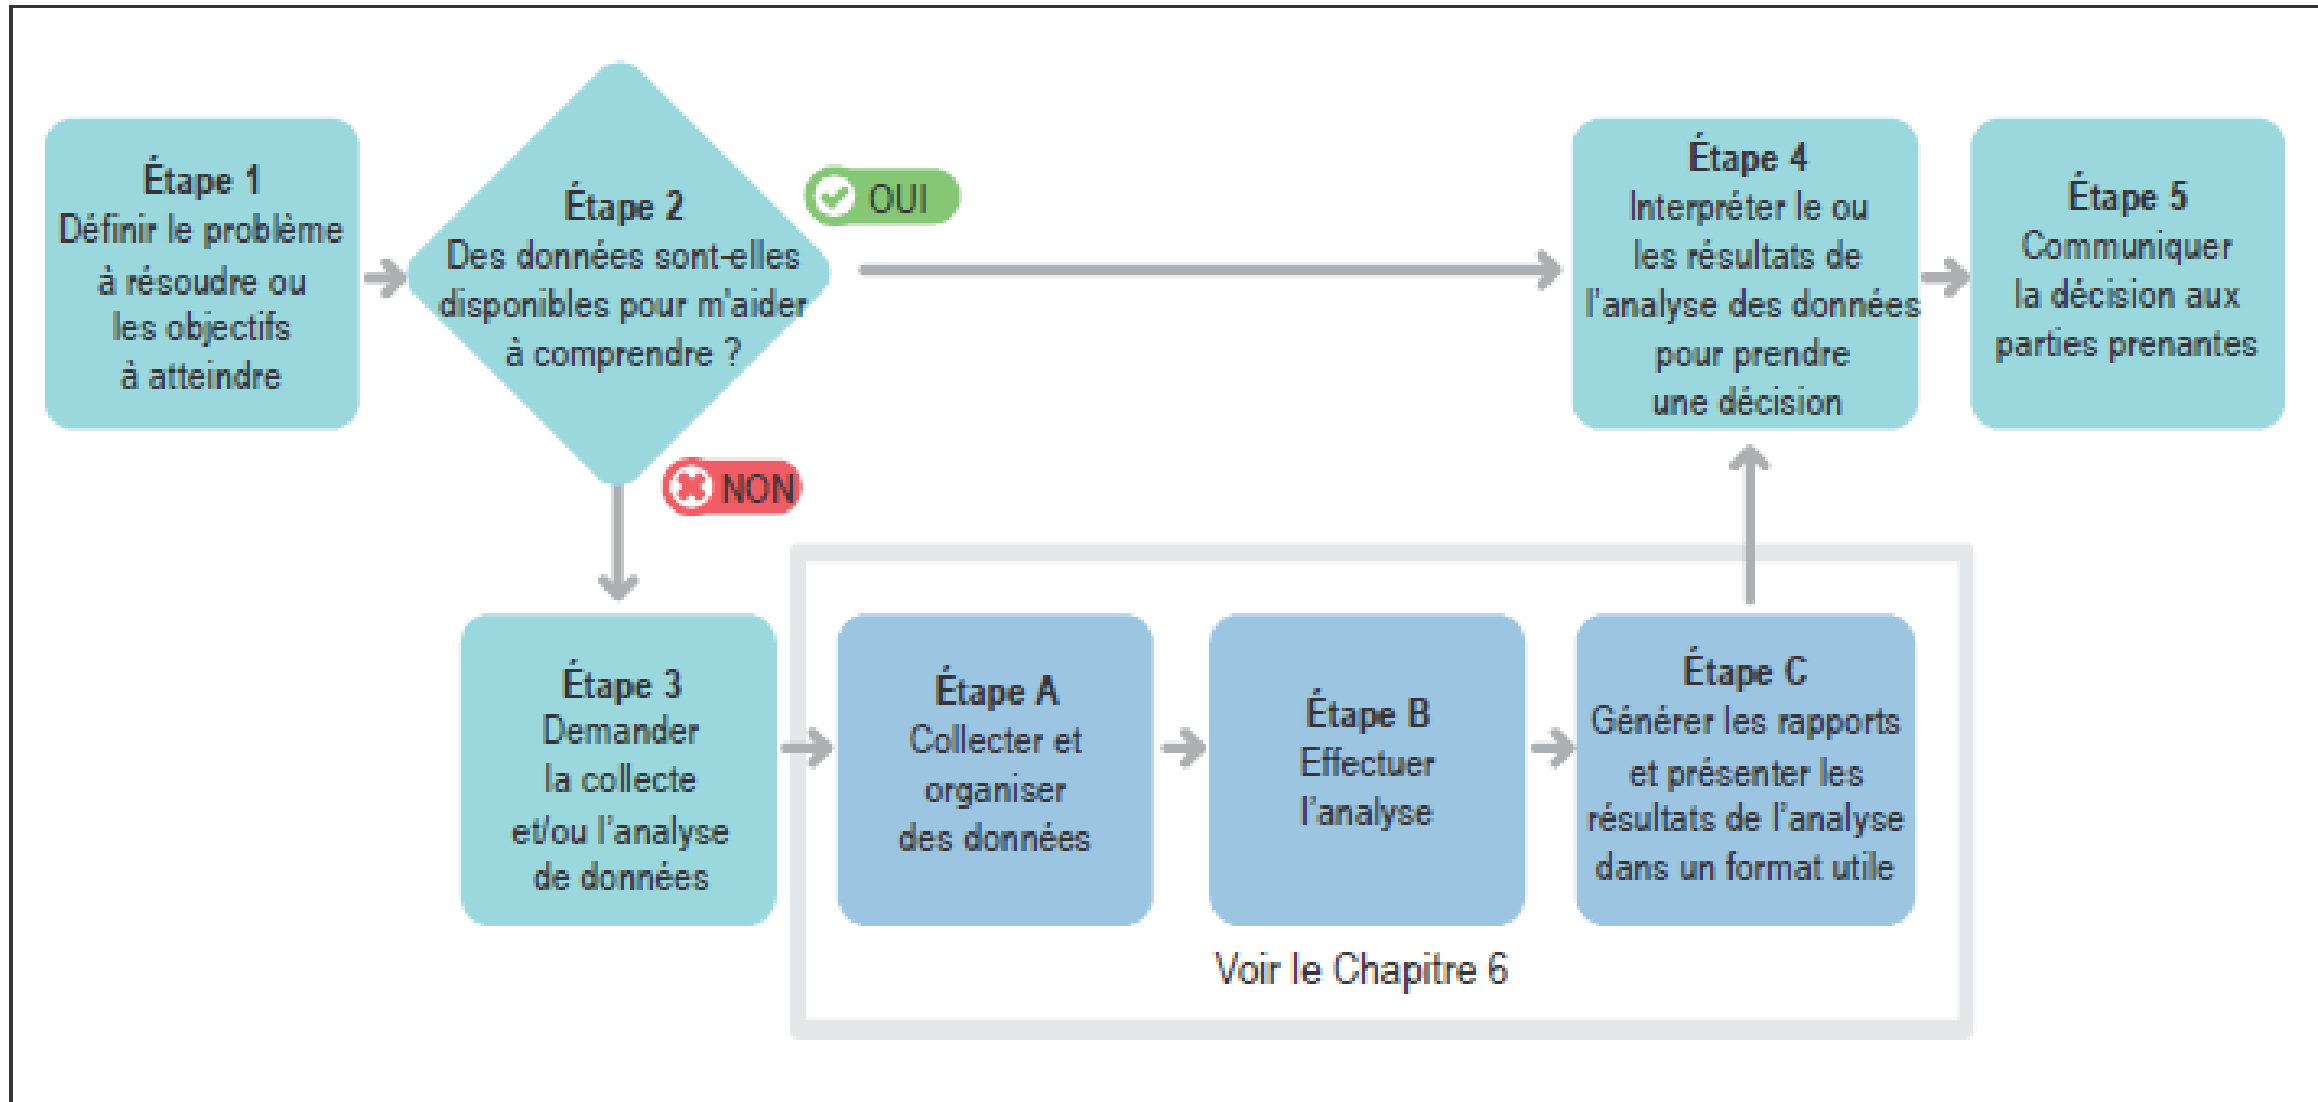 Étape 1
Définir le problème
à résoudre ou
les objectifs
à atteindre
Étape 2
Des données sont-elles
disponibles pour m'aider
à comprendre ?
OUI
NON
Étape 3
Demander
la collecte
et/ou l'analyse
de données
Étape A
Collecter et
organiser
des données
Étape B
Effectuer
l'analyse
Étape C
Générer les rapports
et présenter les
résultats de l'analyse
dans un format utile
Voir le Chapitre 6
Étape 4
Interpréter le ou
les résultats de
l'analyse des données
pour prendre
une décision
Étape 5
Communiquer
la décision aux
parties prenantes